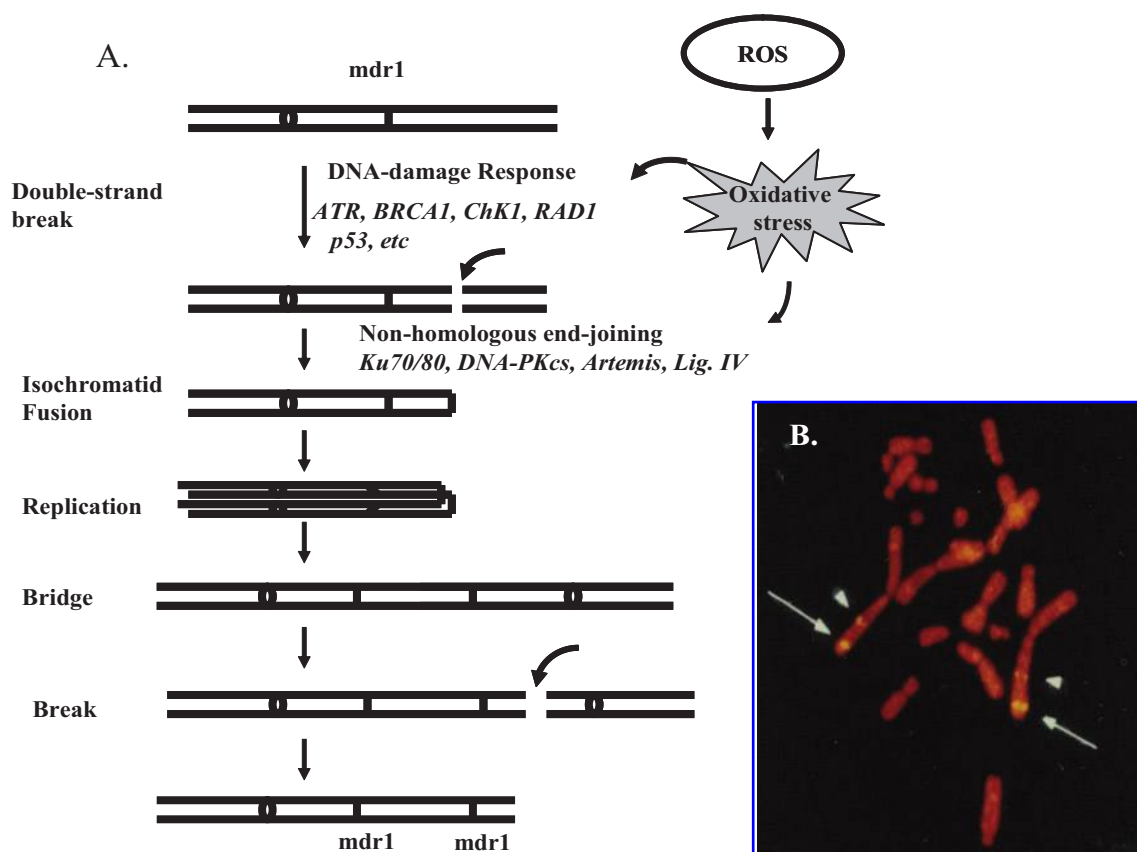 A.
mdr1
ROS
Double-strand
break
DNA-damage Response
ATR, BRCA1, ChK1, RAD1
p53, etc
Oxidative
stress
Non-homologous end-joining
Ku70/80, DNA-PKcs, Artemis, Lig. IV
Isochromatid
Fusion
Replication
Bridge
Break
mdr1
mdr1
B.